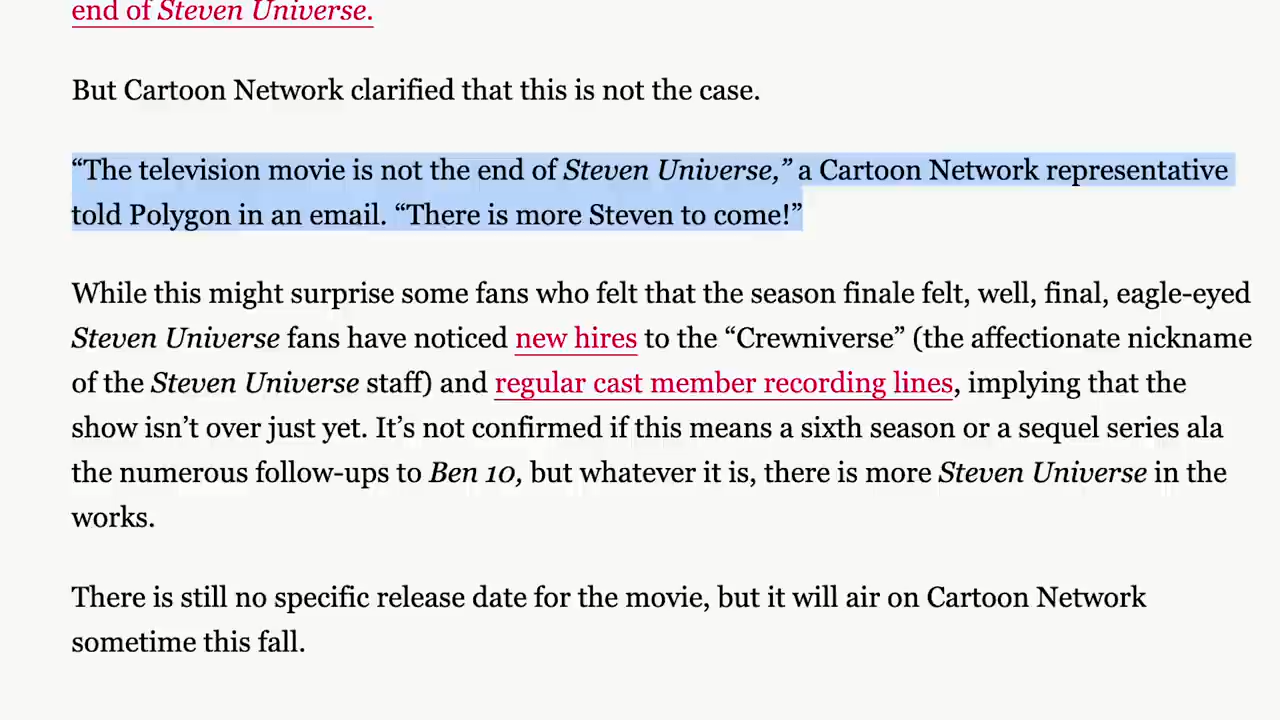 end of Steven Universe.
But Cartoon Network clarified that this is not the case.
“The television movie is not the end of Steven Universe,” a Cartoon Network representative
told Polygon in an email. “There is more Steven to come!”
While this might surprise some fans who felt that the season finale felt, well, final, eagle-eyed
Steven Universe fans have noticed new hires to the “Crewniverse” (the affectionate nickname
of the Steven Universe staff) and regular cast member recording lines, implying that the
show isn’t over just yet. It’s not confirmed if this means a sixth season or a sequel series ala
the numerous follow-ups to Ben 10, but whatever it is, there is more Steven Universe in the
works.
There is still no specific release date for the movie, but it will air on Cartoon Network
sometime this fall.